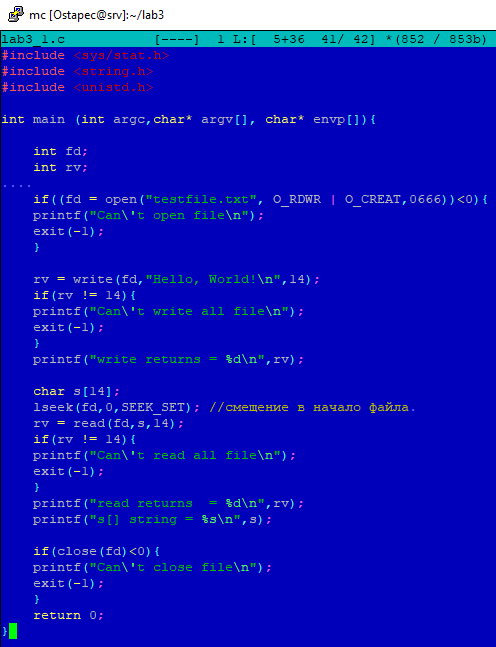 mc [Ostapec@srv]:~/lab3
lab3_1.c [----] 1 L:[ 5+36 41/ 42] *(852 / 853b)
#include <sys/stat.h>
#include <string.h>
#include <unistd.h>
int main (int argc,char* argv[], char* envp[]){
int fd;
int rv;
....
if((fd = open("testfile.txt", O_RDWR | O_CREAT,0666))<0){
printf("Can\'t open file\n");
exit(-1);
}
rv = write(fd,"Hello, World!\n",14);
if(rv != 14){
printf("Can\'t write all file\n");
exit(-1);
}
printf("write returns = %d\n",rv);
char s[14];
lseek(fd,0,SEEK_SET); //смещение в начало файла.
rv = read(fd,s,14);
if(rv != 14){
printf("Can\'t read all file\n");
exit(-1);
}
printf("read returns  = %d\n",rv);
printf("s[] string = %s\n",s);
if(close(fd)<0){
printf("Can\'t close file\n");
exit(-1);
}
return 0;
}